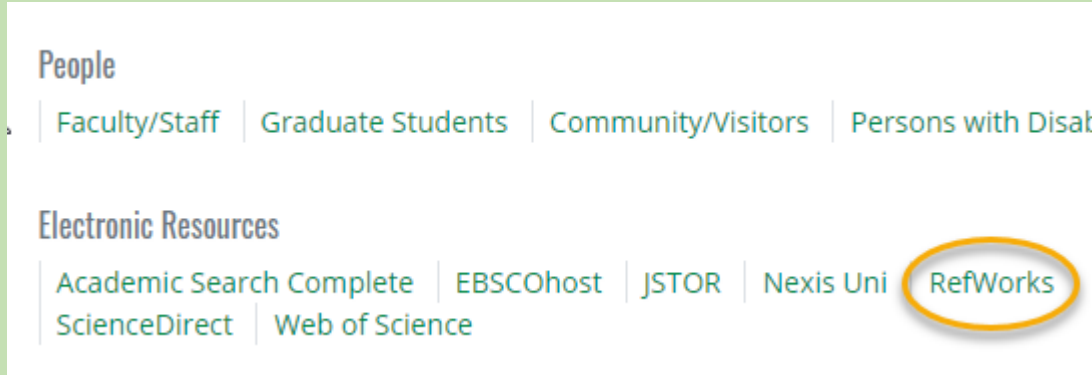 People
Faculty/Staff Graduate Students Community/Visitors Persons with
Electronic Resources
Academic Search Complete EBSCOhost JSTOR Nexis Uni RefWorks
ScienceDirect Web of Science